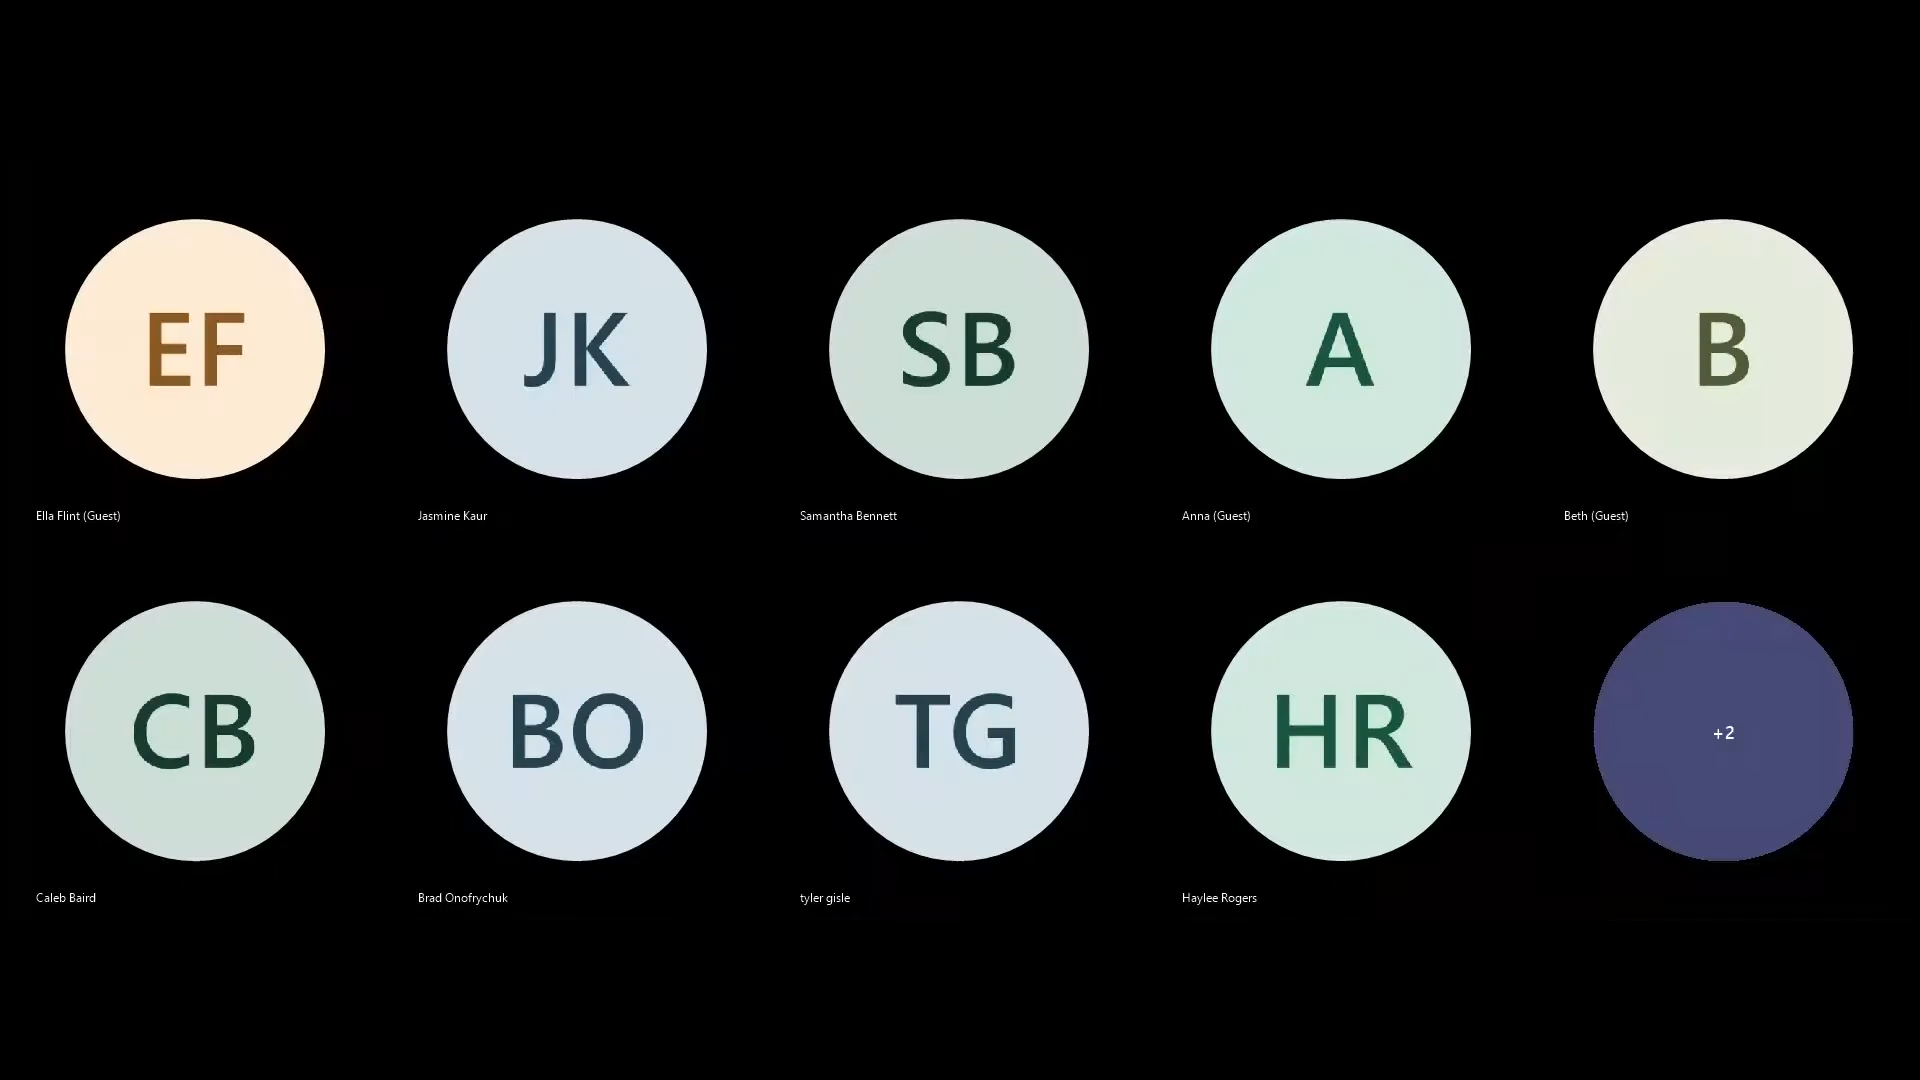 EF
JK
SB
A
B
Ella Flint (Guest)
Jasmine Kaur
Samantha Bennett
Anna (Guest)
Beth (Guest)
CB
BO
TG
HR
+2
Caleb Baird
Brad Onofrychuk
tyler gisle
Haylee Rogers